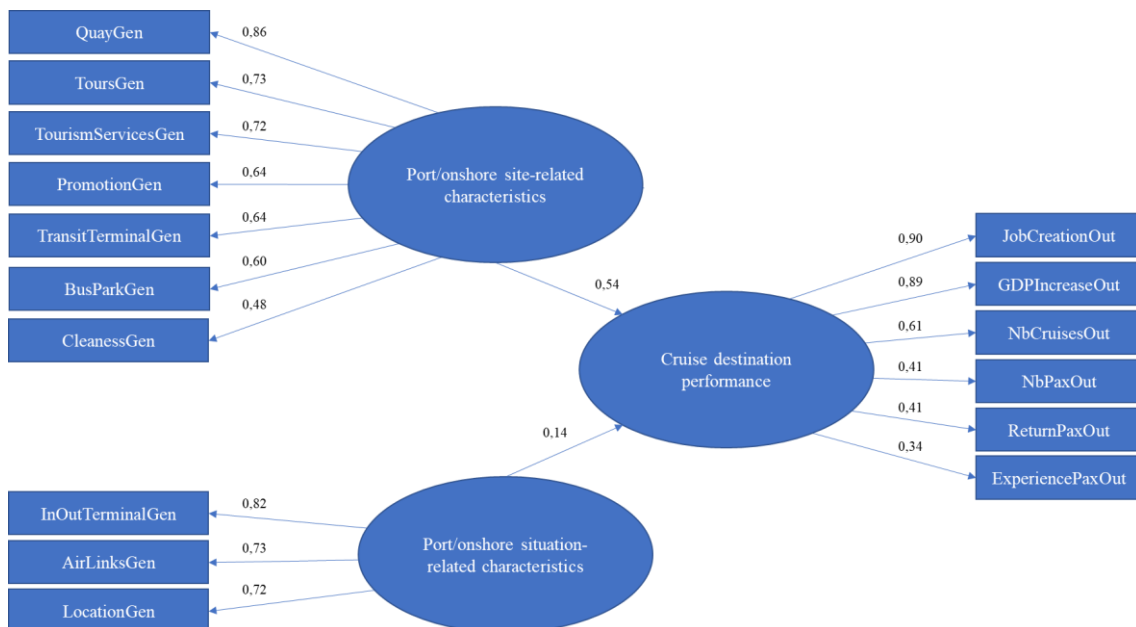 QuayGen
0,86
ToursGen
0,73
TourismServicesGen
0,72
PromotionGen
0,64
TransitTerminalGen
0,64
BusParkGen
0,60
CleanessGen
0,48
Port/onshore site-related
characteristics
0,54
Cruise destination
performance
0,90
JobCreationOut
0,89
GDPIncreaseOut
0,61
NbCruisesOut
0,41
NbPaxOut
0,41
ReturnPaxOut
0,34
ExperiencePaxOut
0,14
InOutTerminalGen
0,82
AirLinksGen
0,73
LocationGen
0,72
Port/onshore situation-
related characteristics